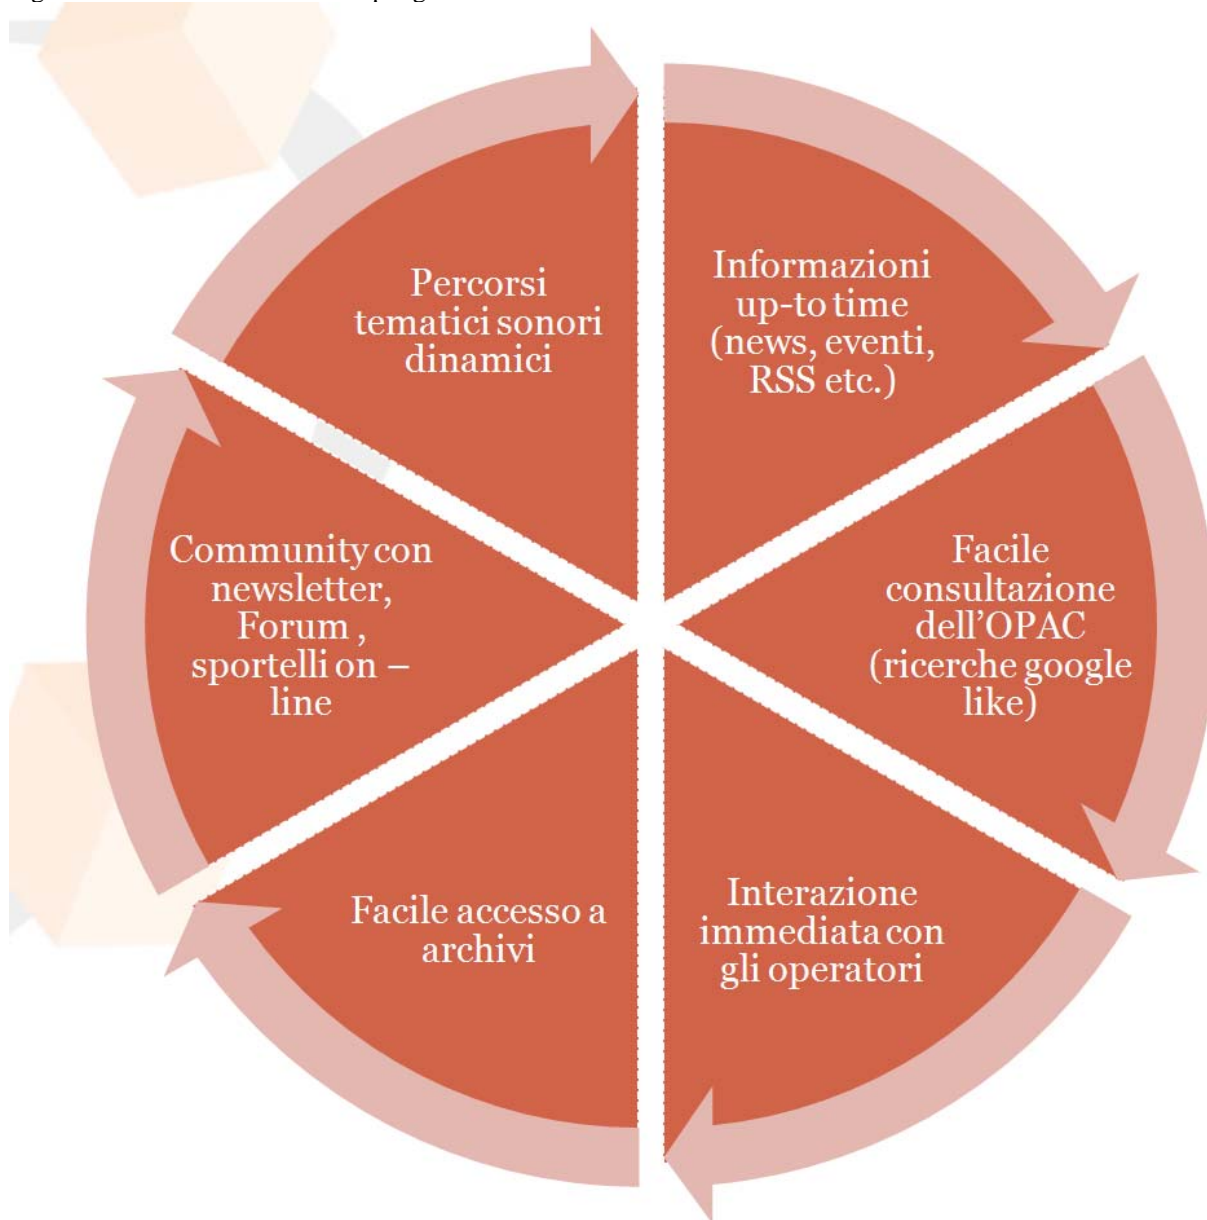 Informazioni
up-to time
(news, eventi,
RSS etc.)
Facile
consultazione
dell’OPAC
(ricerche google
like)
Interazione
immediata con
gli operatori
Facile accesso a
archivi
Community con
newsletter,
Forum ,
sportelli on –
line
Percorsi
tematici sonori
dinamici